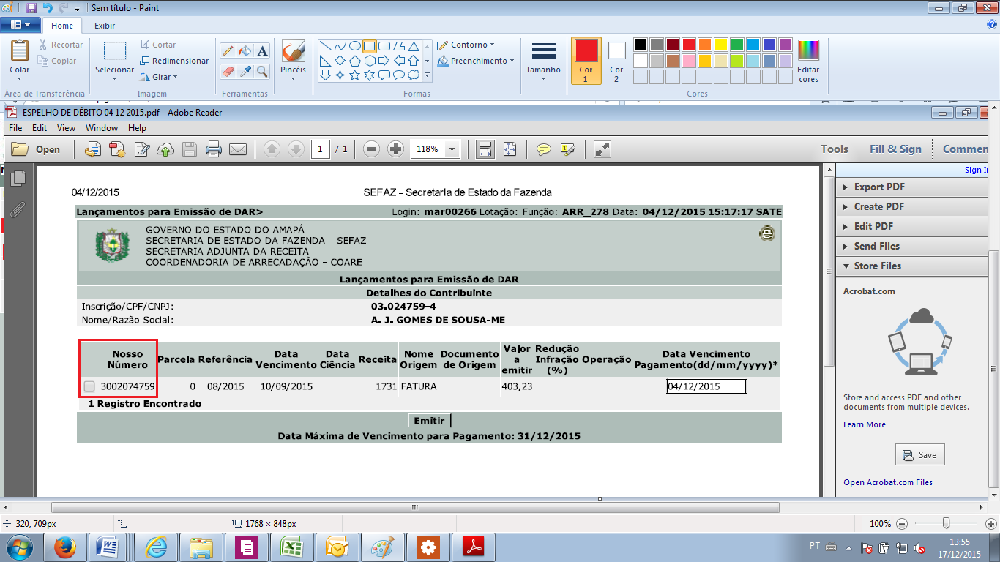 Sem título - Paint
Home Exibir
Colar
Recortar
Copiar
Área de Transferência
Selecionar
Cortar
Redimensionar
Girar
Imagem
Ferramentas
Pincéis
Contorno
Preenchimento
Formas
Tamanho
Cor 1
Cor 2
Editar cores
Cores
ESPELHO DE DÉBITO 04 12 2015.pdf - Adobe Reader
File Edit View Window Help
Open 1 / 1 118% Tools Fill & Sign Commen
Sign In
04/12/2015 SEFAZ - Secretaria de Estado da Fazenda
Lançamentos para Emissão de DAR> Login: mar00266 Lotação: Função: ARR_278 Data: 04/12/2015 15:17:17 SATE
GOVERNO DO ESTADO DO AMAPÁ
SECRETARIA DE ESTADO DA FAZENDA - SEFAZ
SECRETARIA ADJUNTA DA RECEITA
COORDENADORIA DE ARRECADAÇÃO - COARE
Lançamentos para Emissão de DAR
Detalhes do Contribuinte
Inscrição/CPF/CNPJ: 03.024759-4
Nome/Razão Social: A. J. GOMES DE SOUSA-ME
Nosso Número Parcela Referência Data Vencimento Data Ciência Receita Nome Origem Documento de Origem Valor a emitir Redução Infração (%) Operação Data Vencimento Pagamento(dd/mm/yyyy)*
3002074759 0 08/2015 10/09/2015 1731 FATURA 403,23 04/12/2015
1 Registro Encontrado
Emitir
Data Máxima de Vencimento para Pagamento: 31/12/2015
Export PDF
Create PDF
Edit PDF
Send Files
Store Files
Acrobat.com
Store and access PDF and other
documents from multiple devices.
Learn More
Save
Open Acrobat.com Files
320, 709px 1768 × 848px 100%
PT 13:55
17/12/2015